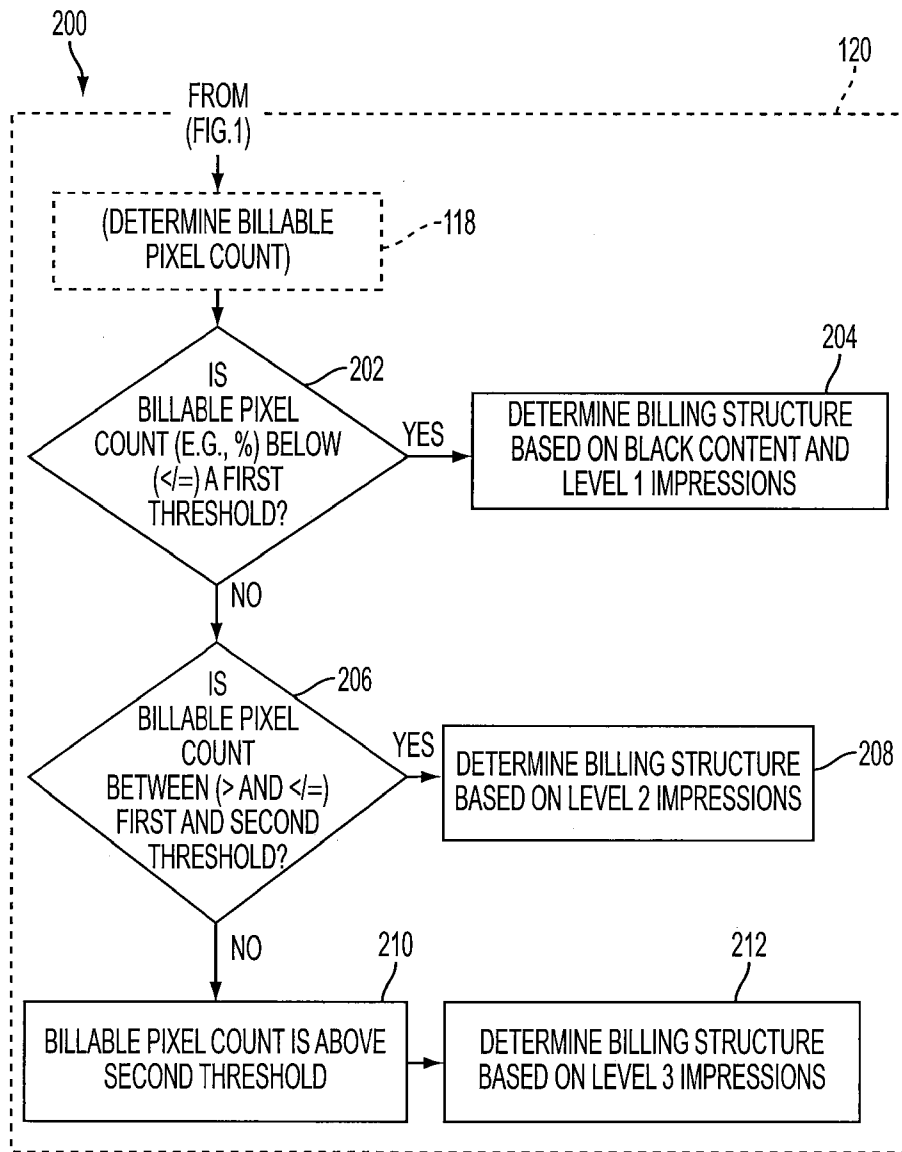 200
120
FROM
(FIG.1)
(DETERMINE BILLABLE
PIXEL COUNT)
118
IS
BILLABLE PIXEL
COUNT (E.G., %) BELOW
(</=) A FIRST
THRESHOLD?
202
YES
204
DETERMINE BILLING STRUCTURE
BASED ON BLACK CONTENT AND
LEVEL 1 IMPRESSIONS
NO
IS
BILLABLE PIXEL
COUNT
BETWEEN (> AND </=)
FIRST AND SECOND
THRESHOLD?
206
YES
DETERMINE BILLING STRUCTURE
BASED ON LEVEL 2 IMPRESSIONS
208
NO
210
BILLABLE PIXEL COUNT IS ABOVE
SECOND THRESHOLD
212
DETERMINE BILLING STRUCTURE
BASED ON LEVEL 3 IMPRESSIONS